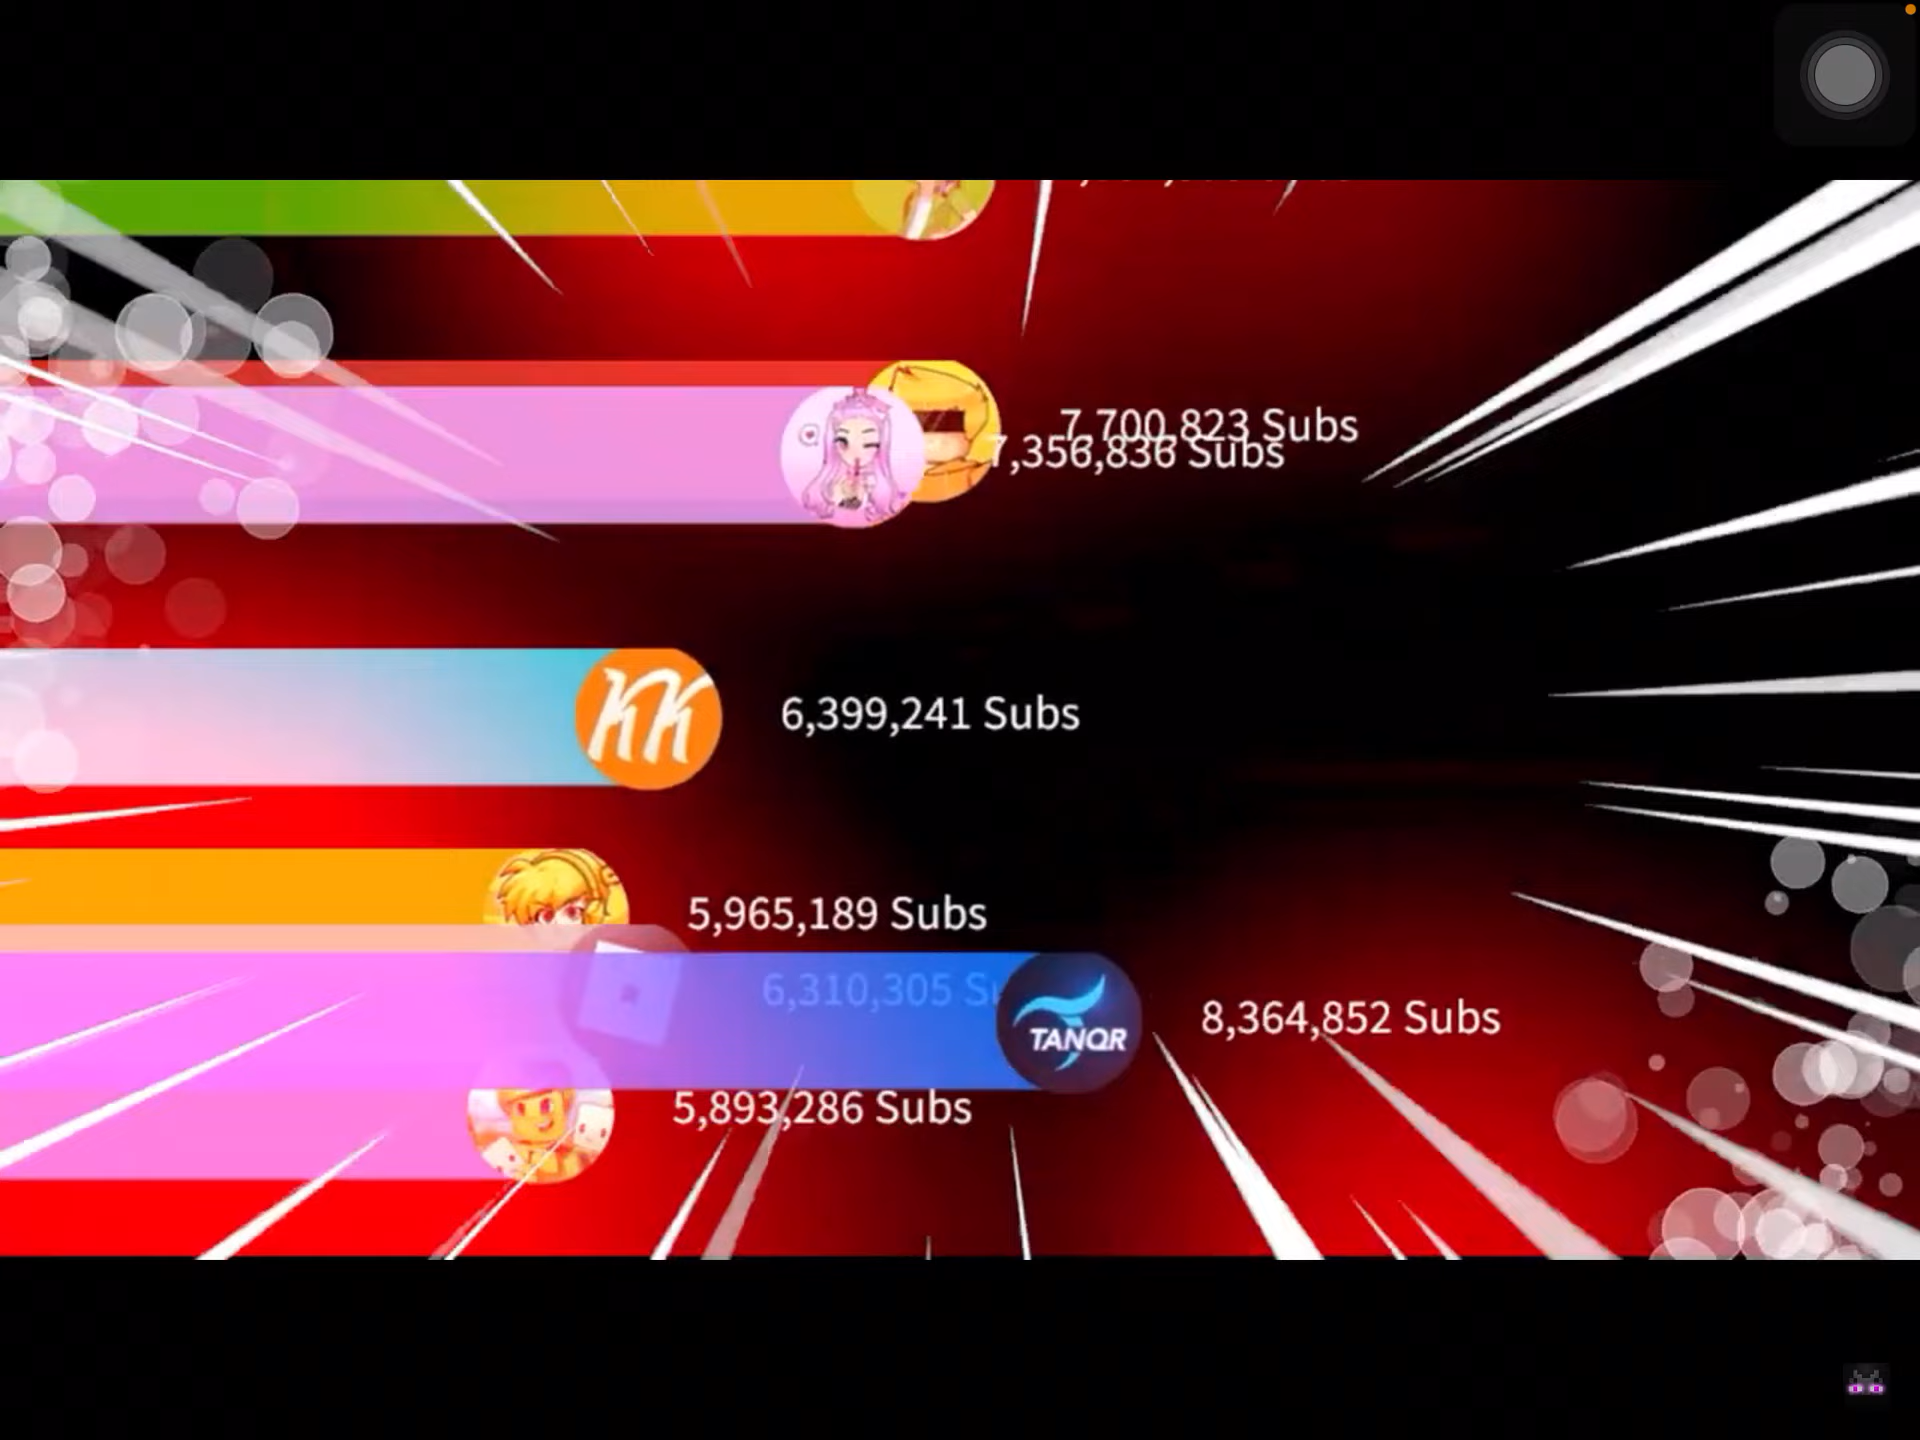 7,700,823 Subs
7,356,836 Subs
KK
6,399,241 Subs
5,965,189 Subs
6,310,305
TANQR
8,364,852 Subs
5,893,286 Subs